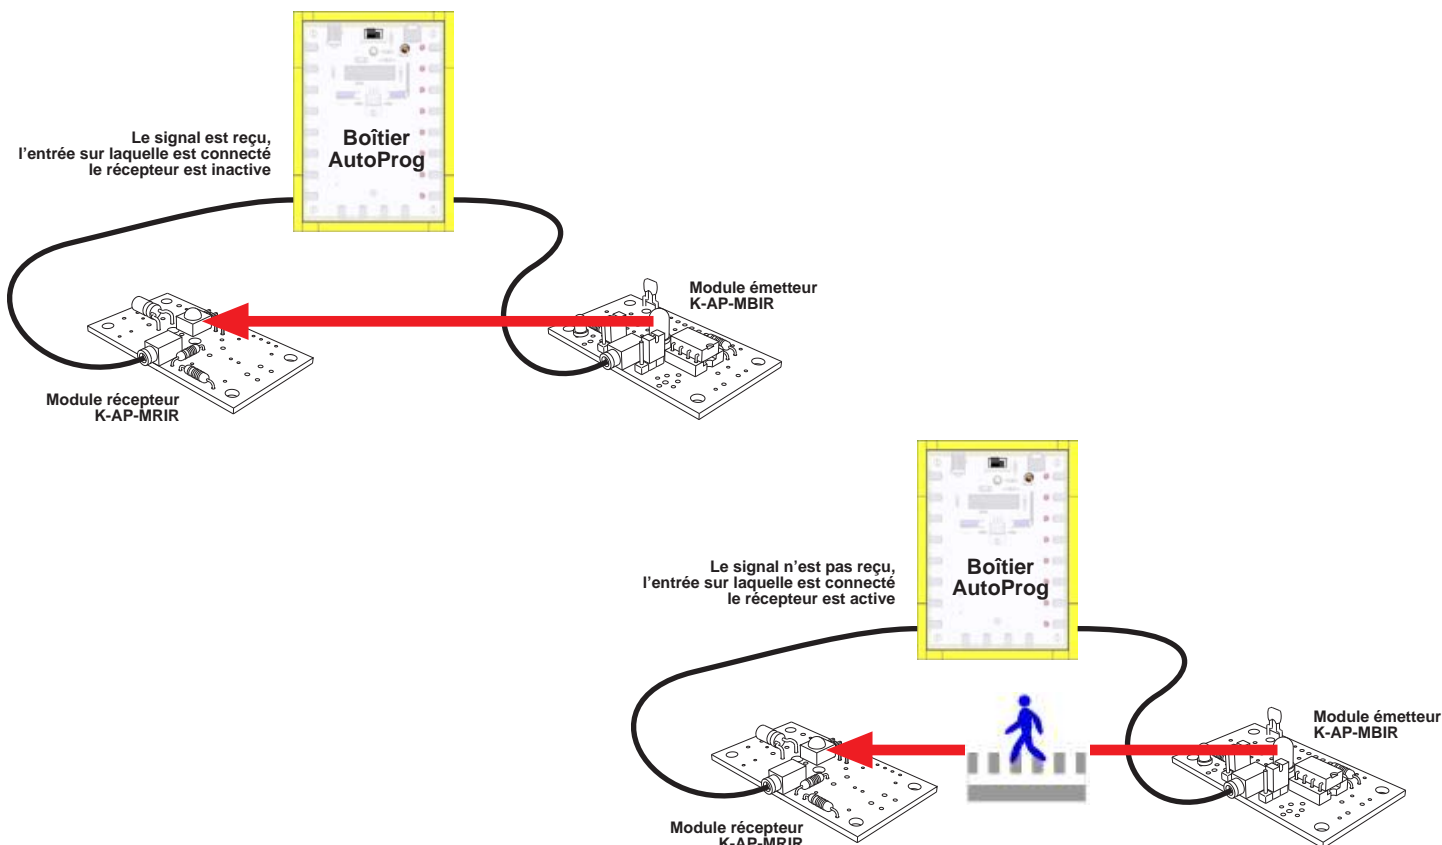 Le signal est reçu,
l'entrée sur laquelle est connecté
le récepteur est inactive
Boîtier
AutoProg
Module émetteur
K-AP-MBIR
Module récepteur
K-AP-MRIR
Le signal n'est pas reçu,
l'entrée sur laquelle est connecté
le récepteur est active
Boîtier
AutoProg
Module émetteur
K-AP-MBIR
Module récepteur
K-AP-MRIR